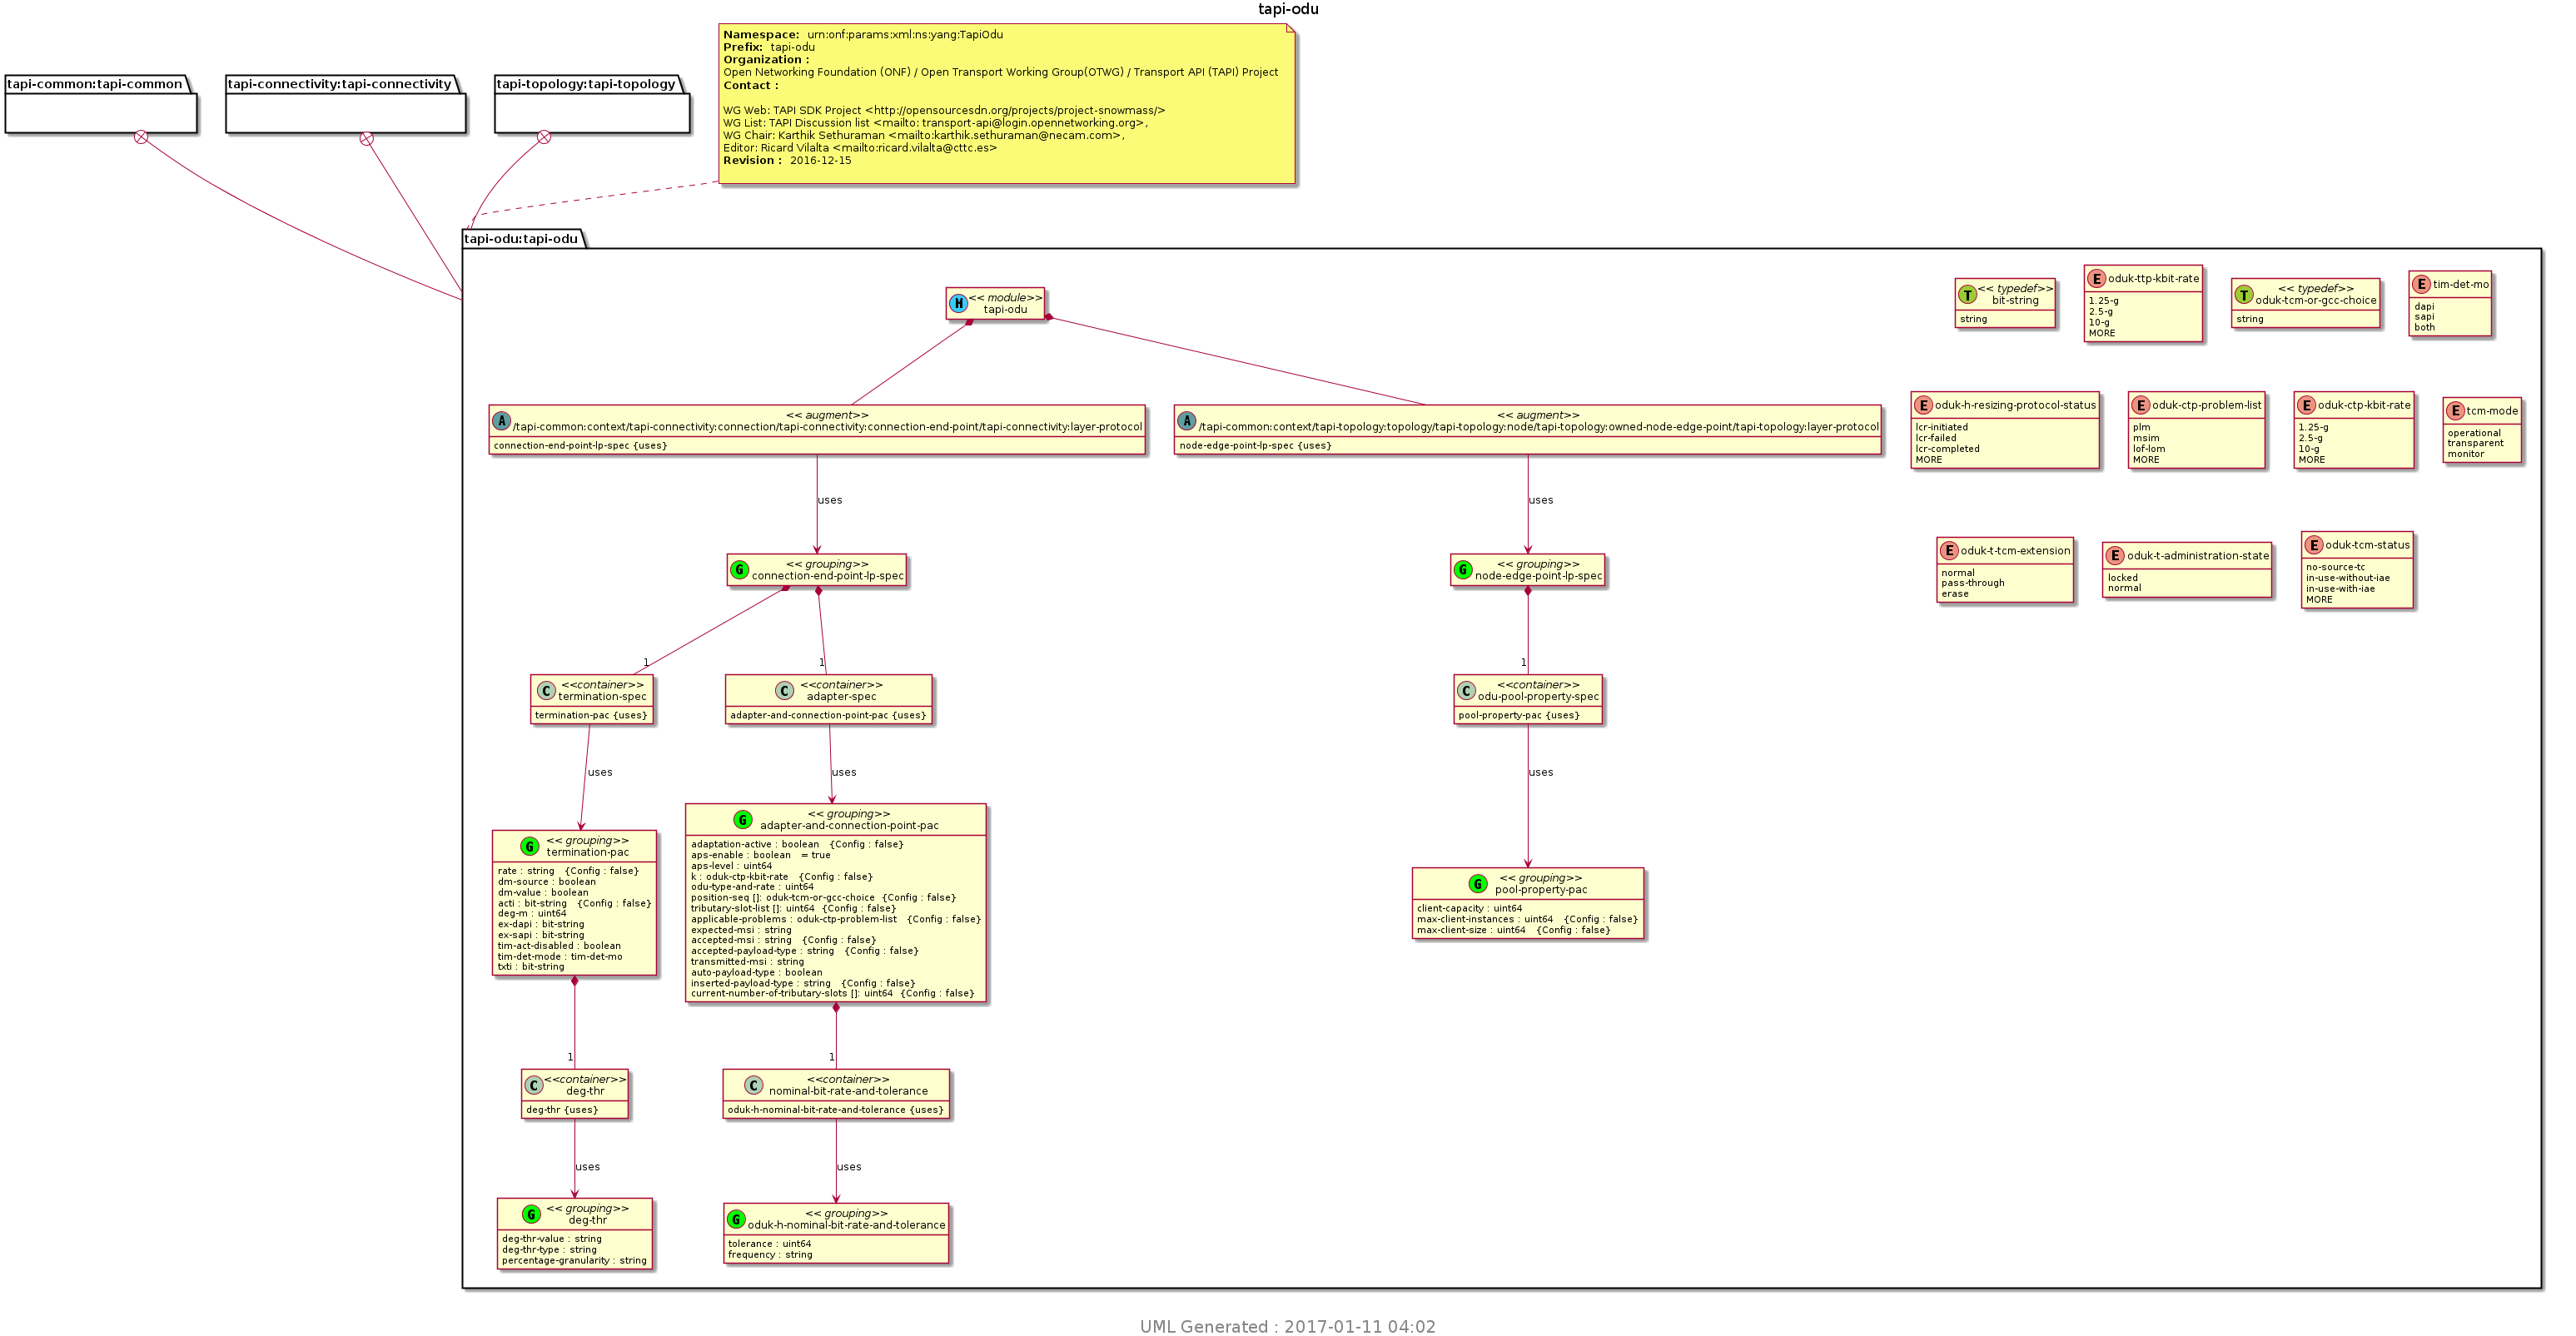 tapi-odu
Namespace: urn:onf:params:xml:ns:yang:TapiOdu
Prefix: tapi-odu
Organization :
Open Networking Foundation (ONF) / Open Transport Working Group(OTWG) / Transport API (TAPI) Project
Contact :
WG Web: TAPI SDK Project <http://opensourcesdn.org/projects/project-snowmass/>
WG List: TAPI Discussion list <mailto: transport-api@login.opennetworking.org>,
WG Chair: Karthik Sethuraman <mailto:karthik.sethuraman@necam.com>,
Editor: Ricard Vilalta <mailto:ricard.vilalta@cttc.es>
Revision : 2016-12-15
tapi-common:tapi-common
tapi-connectivity:tapi-connectivity
tapi-topology:tapi-topology
tapi-odu:tapi-odu
M
<< module>>
tapi-odu
T
<< typedef>>
bit-string
string
E oduk-ttp-kbit-rate
1.25-g
2.5-g
10-g
MORE
T
<< typedef>>
oduk-tcm-or-gcc-choice
string
E tim-det-mo
dapi
sapi
both
A
<< augment>>
/tapi-common:context/tapi-connectivity:connection/tapi-connectivity:connection-end-point/tapi-connectivity:layer-protocol
connection-end-point-lp-spec {uses}
A
<< augment>>
/tapi-common:context/tapi-topology:topology/tapi-topology:node/tapi-topology:owned-node-edge-point/tapi-topology:layer-protocol
node-edge-point-lp-spec {uses}
E oduk-h-resizing-protocol-status
lcr-initiated
lcr-failed
lcr-completed
MORE
E oduk-ctp-problem-list
plm
msim
lof-lom
MORE
E oduk-ctp-kbit-rate
1.25-g
2.5-g
10-g
MORE
E tcm-mode
operational
transparent
monitor
uses
uses
G
<< grouping>>
connection-end-point-lp-spec
G
<< grouping>>
node-edge-point-lp-spec
E oduk-t-tcm-extension
normal
pass-through
erase
E oduk-t-administration-state
locked
normal
E oduk-tcm-status
no-source-tc
in-use-without-iae
in-use-with-iae
MORE
1
1
1
C
<<container>>
termination-spec
termination-pac {uses}
C
<<container>>
adapter-spec
adapter-and-connection-point-pac {uses}
C
<<container>>
odu-pool-property-spec
pool-property-pac {uses}
uses
uses
uses
G
<< grouping>>
termination-pac
rate : string {Config : false}
dm-source : boolean
dm-value : boolean
acti : bit-string {Config : false}
deg-m : uint64
ex-dapi : bit-string
ex-sapi : bit-string
tim-act-disabled : boolean
tim-det-mode : tim-det-mo
txti : bit-string
G
<< grouping>>
adapter-and-connection-point-pac
adaptation-active : boolean {Config : false}
aps-enable : boolean = true
aps-level : uint64
k : oduk-ctp-kbit-rate {Config : false}
odu-type-and-rate : uint64
position-seq []: oduk-tcm-or-gcc-choice {Config : false}
tributary-slot-list []: uint64 {Config : false}
applicable-problems : oduk-ctp-problem-list {Config : false}
expected-msi : string
accepted-msi : string {Config : false}
accepted-payload-type : string {Config : false}
transmitted-msi : string
auto-payload-type : boolean
inserted-payload-type : string {Config : false}
current-number-of-tributary-slots []: uint64 {Config : false}
G
<< grouping>>
pool-property-pac
client-capacity : uint64
max-client-instances : uint64 {Config : false}
max-client-size : uint64 {Config : false}
1
1
C
<<container>>
deg-thr
deg-thr {uses}
C
<<container>>
nominal-bit-rate-and-tolerance
oduk-h-nominal-bit-rate-and-tolerance {uses}
uses
uses
G
<< grouping>>
deg-thr
deg-thr-value : string
deg-thr-type : string
percentage-granularity : string
G
<< grouping>>
oduk-h-nominal-bit-rate-and-tolerance
tolerance : uint64
frequency : string
UML Generated : 2017-01-11 04:02